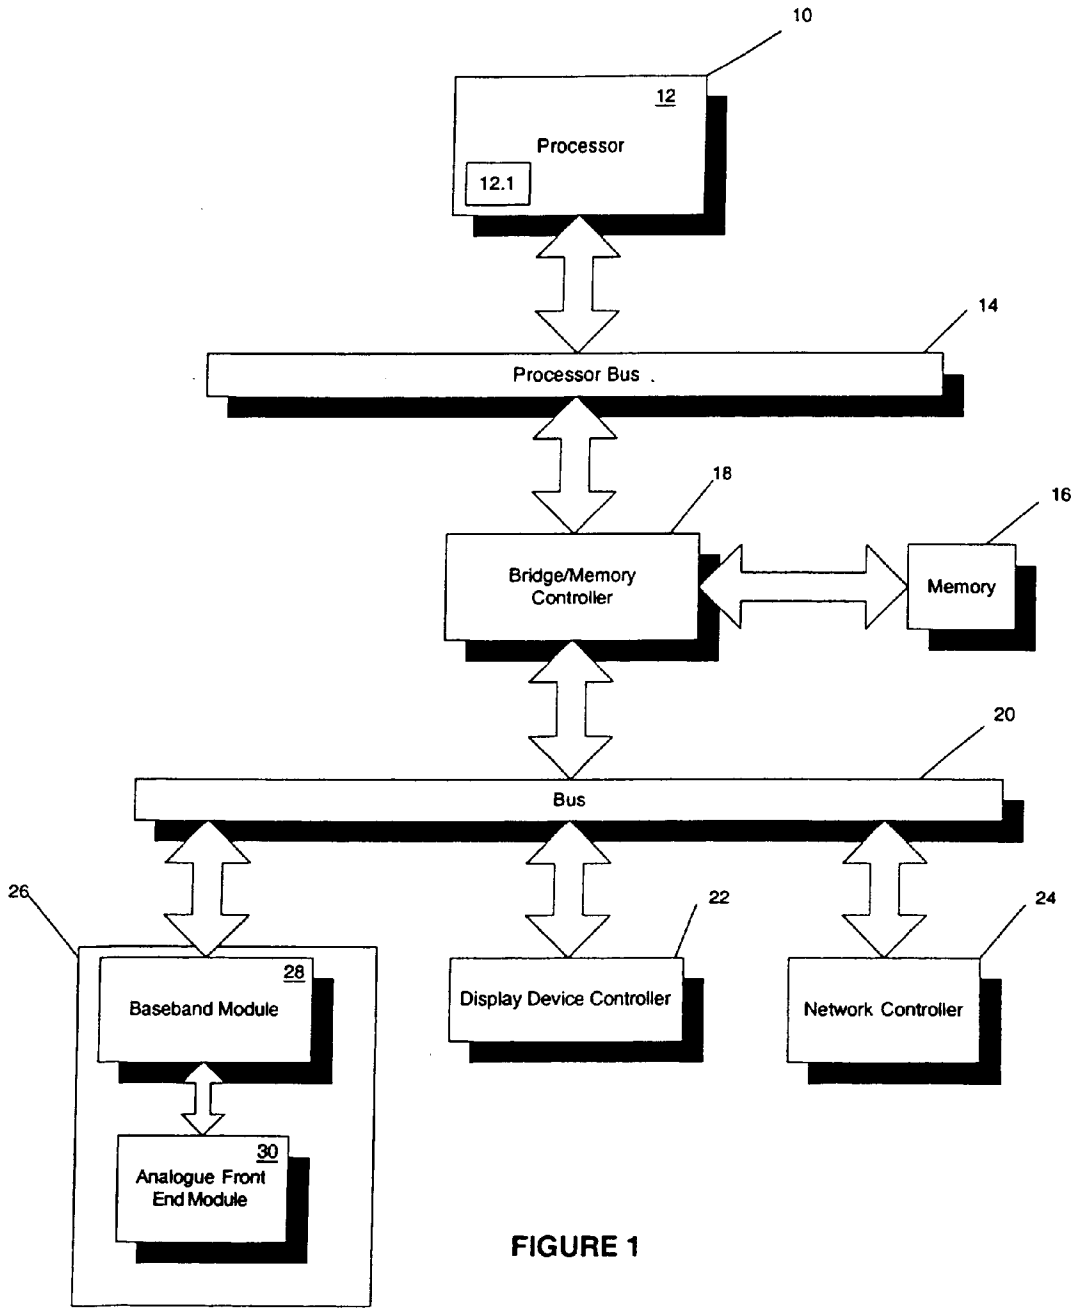 10
12
Processor
12.1
14
Processor Bus
18
16
Bridge/Memory
Controller
Memory
20
Bus
26
22
24
28
Baseband Module
Display Device Controller
Network Controller
30
Analogue Front
End Module
FIGURE 1